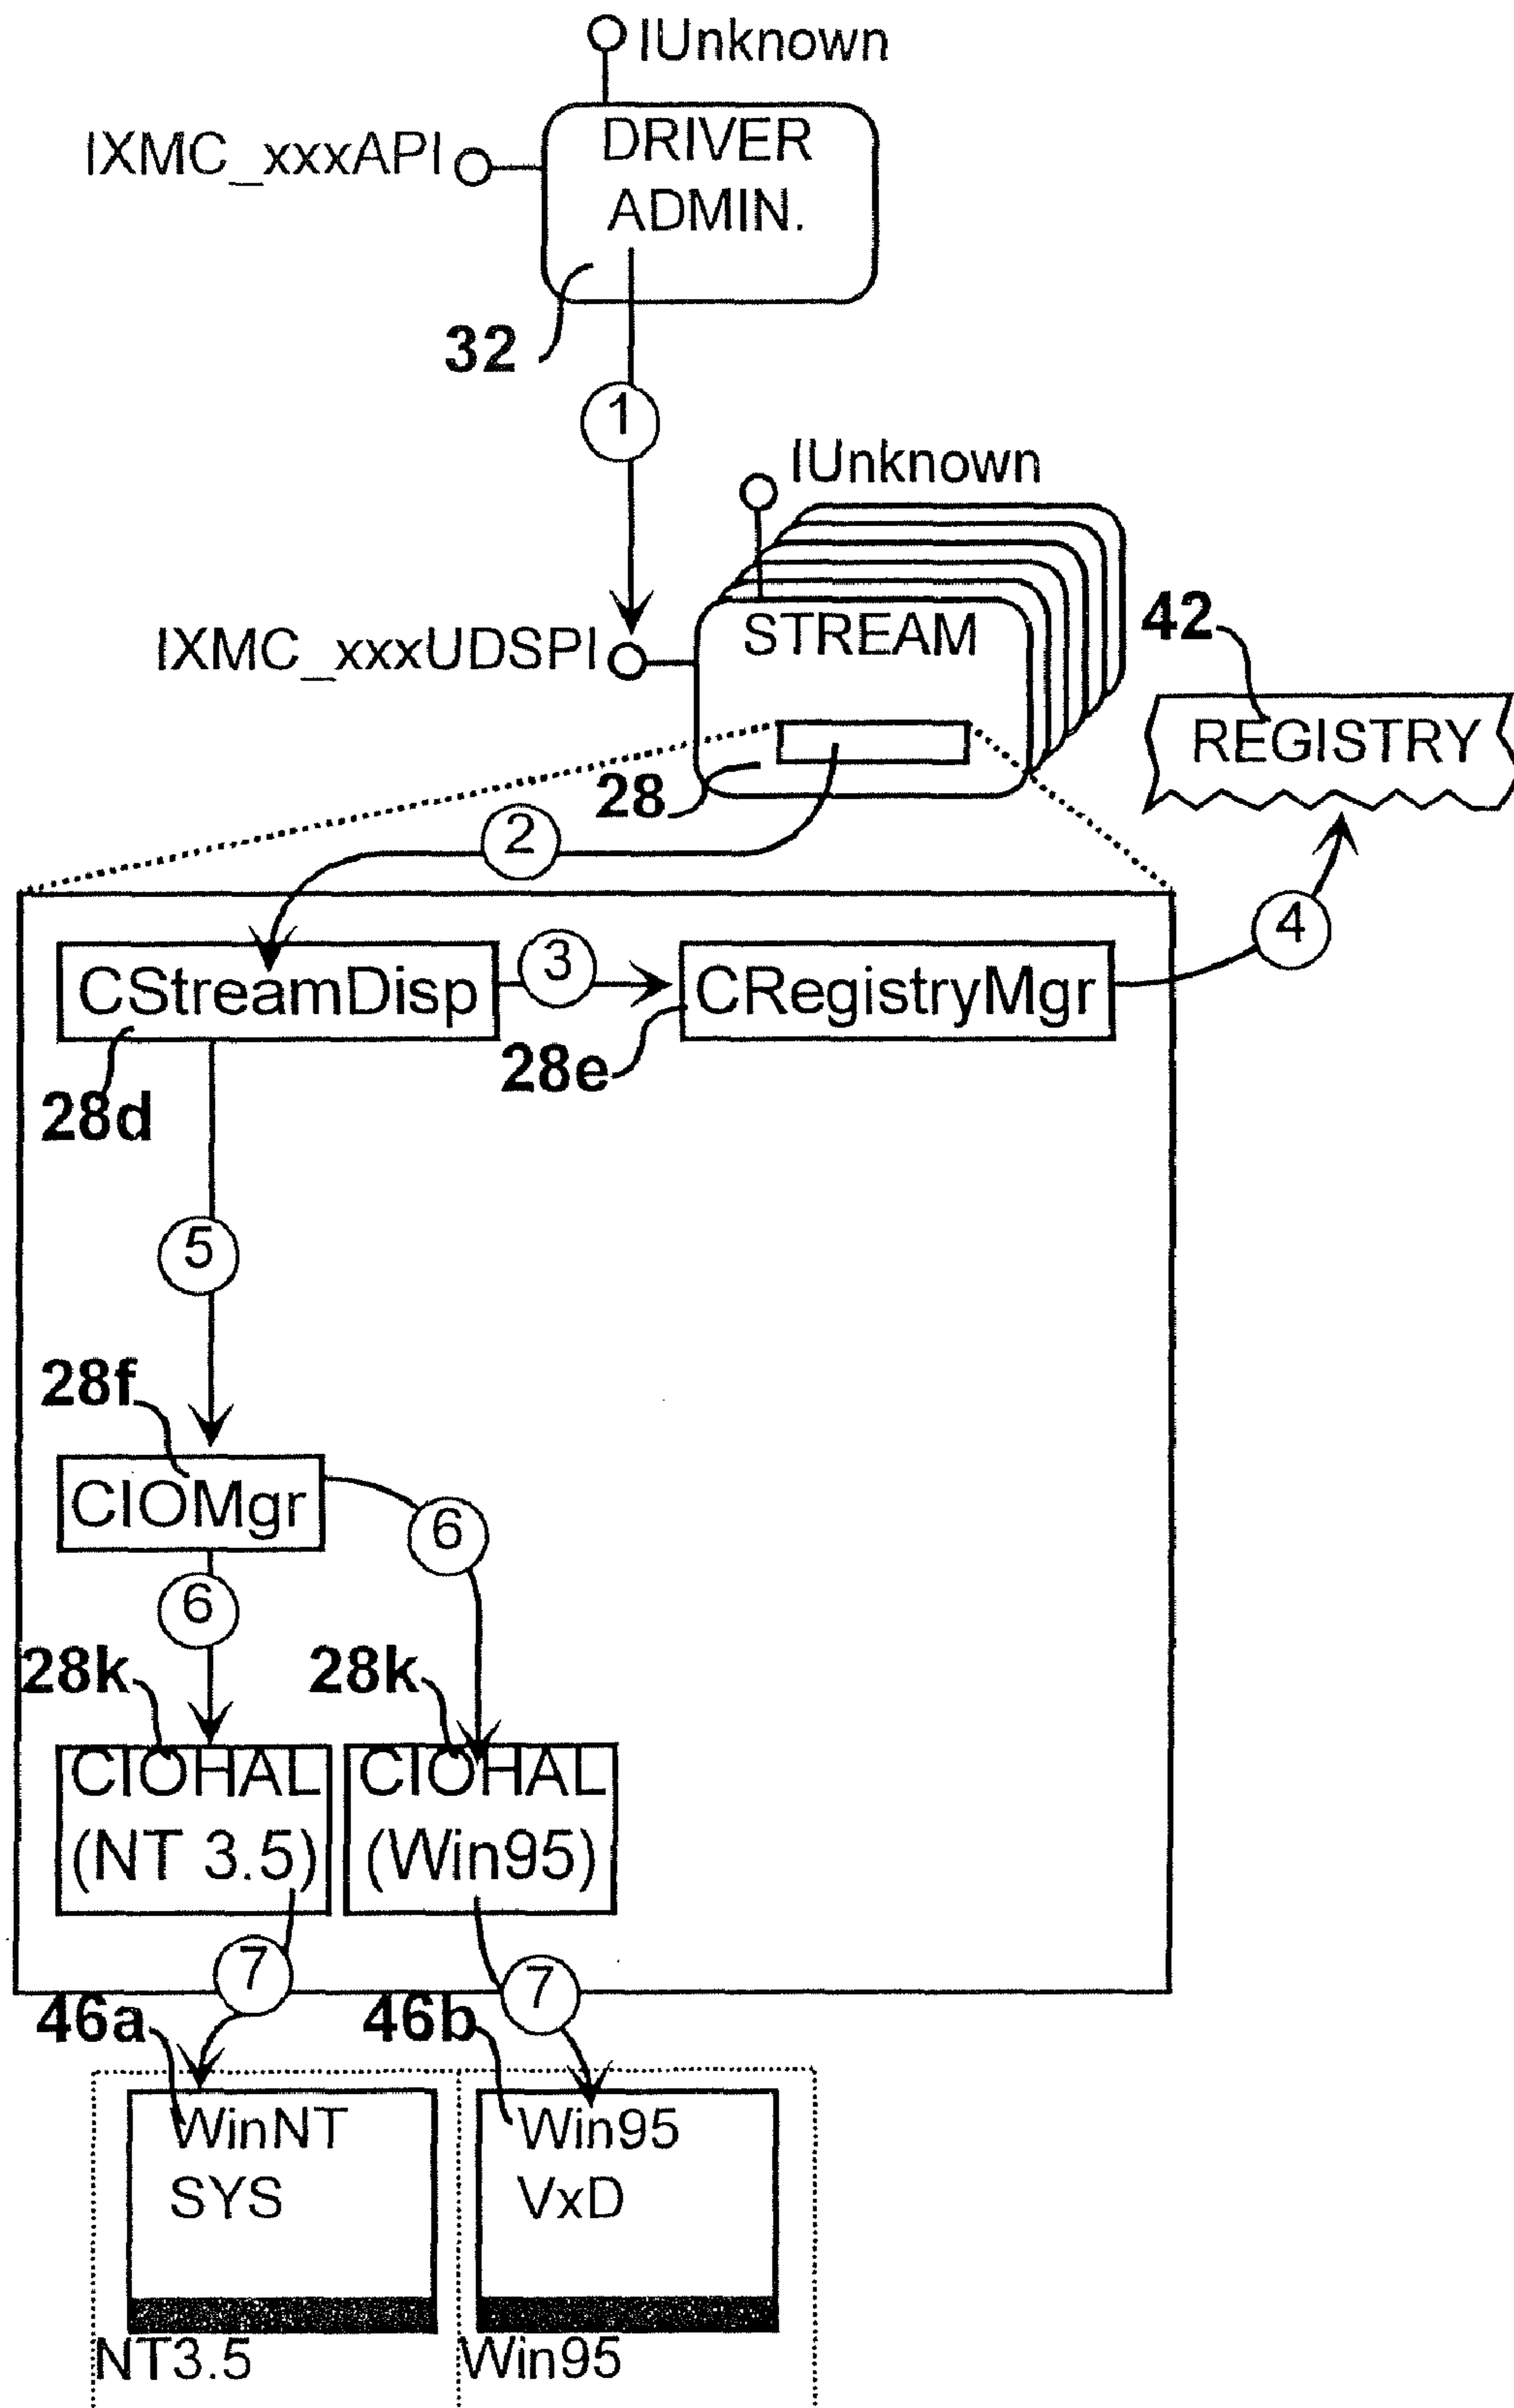 IUnknown
IXMC_xxxAPI
DRIVER
ADMIN.
32
1
IUnknown
IXMC_xxxUDSPI
STREAM
42
REGISTRY
28
2
4
CStreamDisp
3
CRegistryMgr
28e
28d
5
28f
CIOMgr
6
6
28k
28k
CIOHAL
(NT 3.5)
CIOHAL
(Win95)
7
7
46a
46b
WinNT
SYS
Win95
VxD
NT3.5
Win95